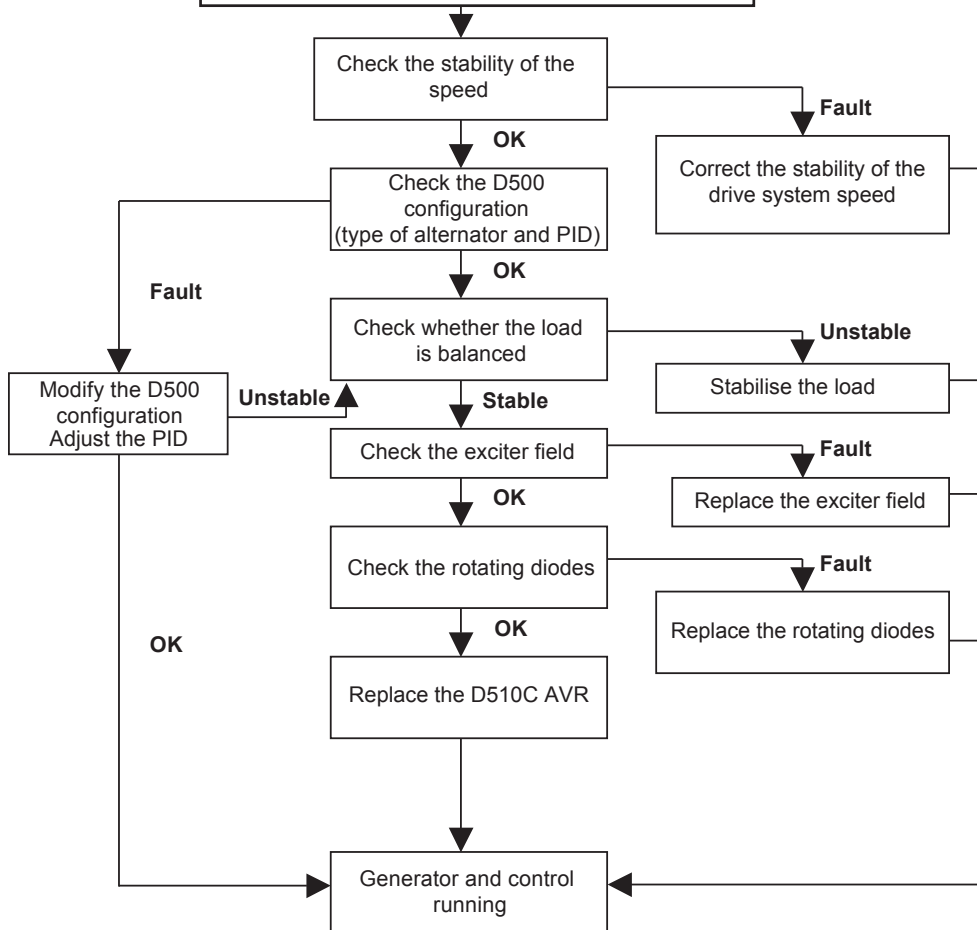 Check the stability of the
speed
Fault
OK
Correct the stability of the
drive system speed
Check the D500
configuration
(type of alternator and PID)
OK
Fault
Check whether the load
is balanced
Unstable
Stabilise the load
Modify the D500
configuration
Adjust the PID
Unstable
Stable
Check the exciter field
Fault
Replace the exciter field
OK
Check the rotating diodes
Fault
Replace the rotating diodes
OK
OK
Replace the D510C AVR
Generator and control
running